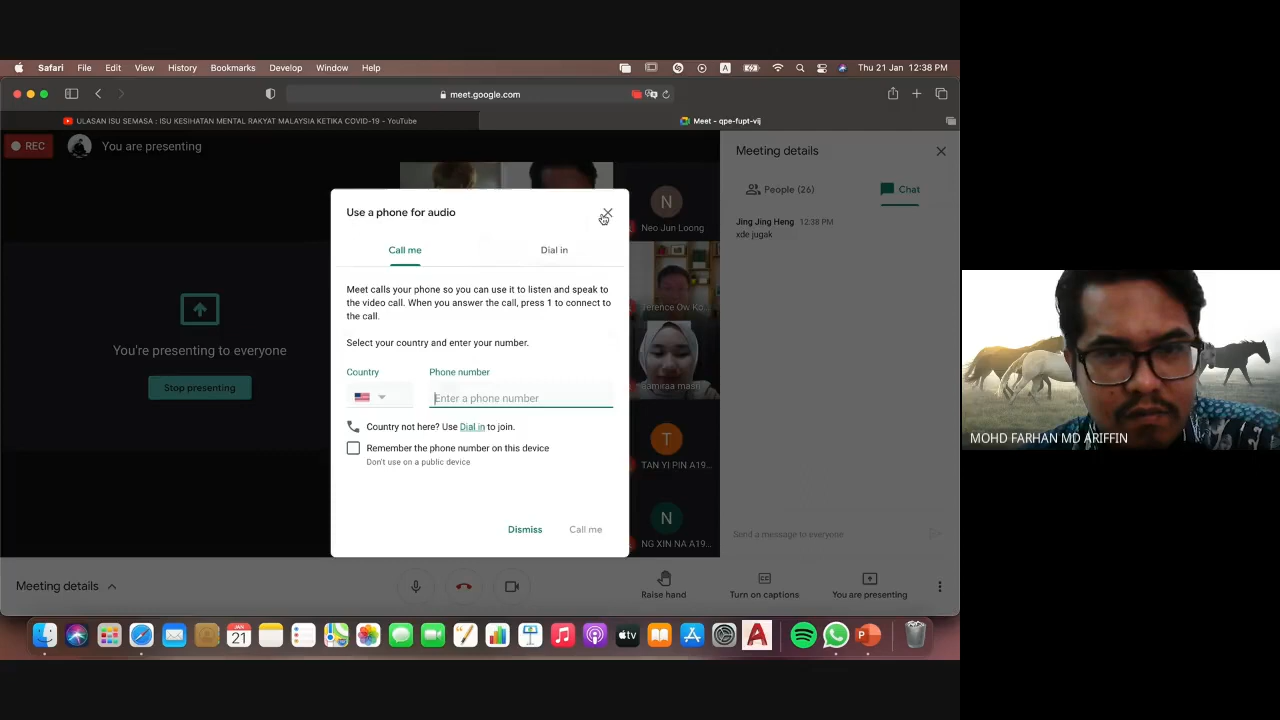 Safari File Edit View History Bookmarks Develop Window Help
Thu 21 Jan 12:38 PM
meet.google.com
ULASAN ISU SEMASA : ISU KESIHATAN MENTAL RAKYAT MALAYSIA KETIKA COVID-19 - YouTube
Meet - qpe-fupt-vij
REC
You are presenting
Meeting details
People (26)
Chat
Jing Jing Heng 12:38 PM
xde jugak
Use a phone for audio
Call me
Dial in
Meet calls your phone so you can use it to listen and speak to
the video call. When you answer the call, press 1 to connect to
the call.
Select your country and enter your number.
Country
Phone number
Enter a phone number
Country not here? Use Dial in to join.
Remember the phone number on this device
Don't use on a public device
Dismiss
Call me
You're presenting to everyone
Stop presenting
N
Neo Jun Loong
Terence Ow Ko...
Samiraa masri
T
TAN YI PIN A19...
N
NG XIN NA A19...
Send a message to everyone
Meeting details
Raise hand
Turn on captions
You are presenting
JAN
21
tv
MOHD FARHAN MD ARIFFIN